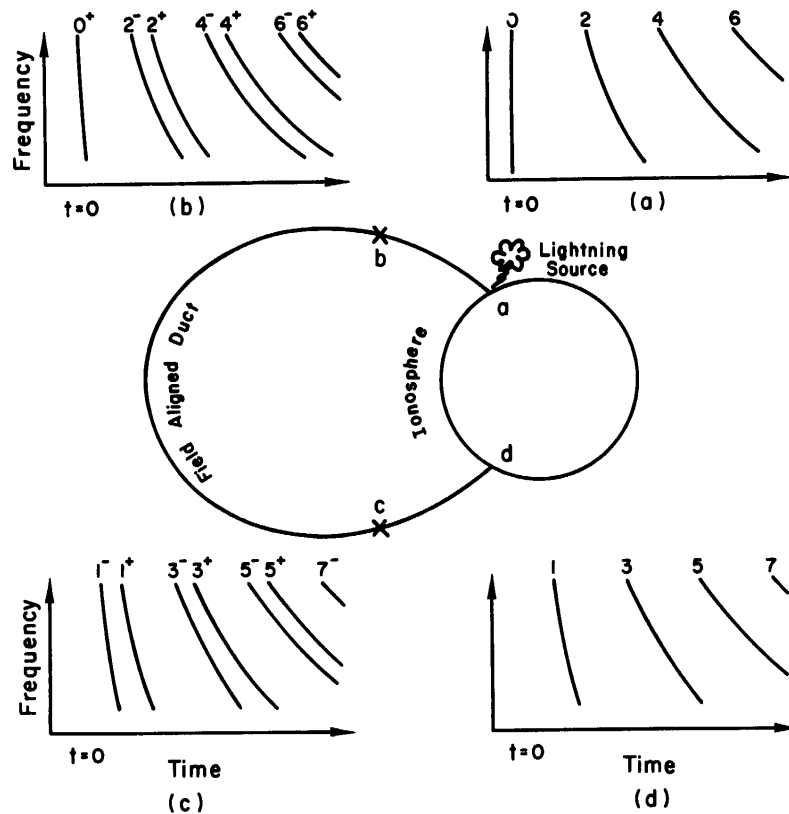 0⁺ 2⁻ 2⁺ 4⁻ 4⁺ 6⁻ 6⁺
Frequency
t=0
(b)
0 2 4 6
t=0
(a)
b
Lightning
Source
a
Field Aligned Duct
Ionosphere
d
c
1⁻ 1⁺ 3⁻ 3⁺ 5⁻ 5⁺ 7⁻
Frequency
t=0
Time
(c)
1 3 5 7
t=0
Time
(d)